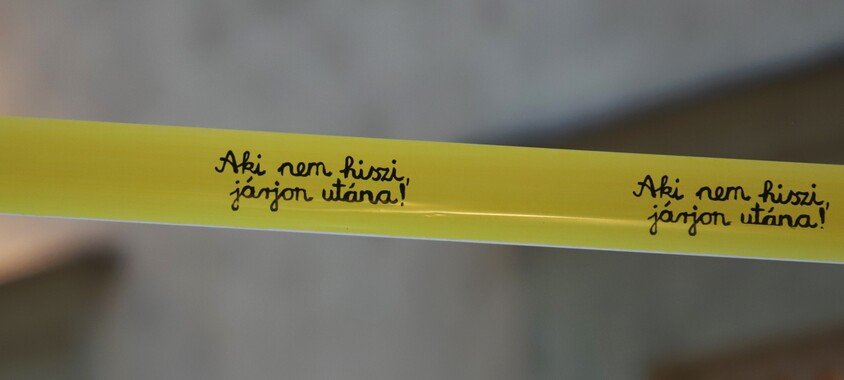 Aki nem hiszi,
járjon utána!
Aki nem hiszi,
járjon utána!